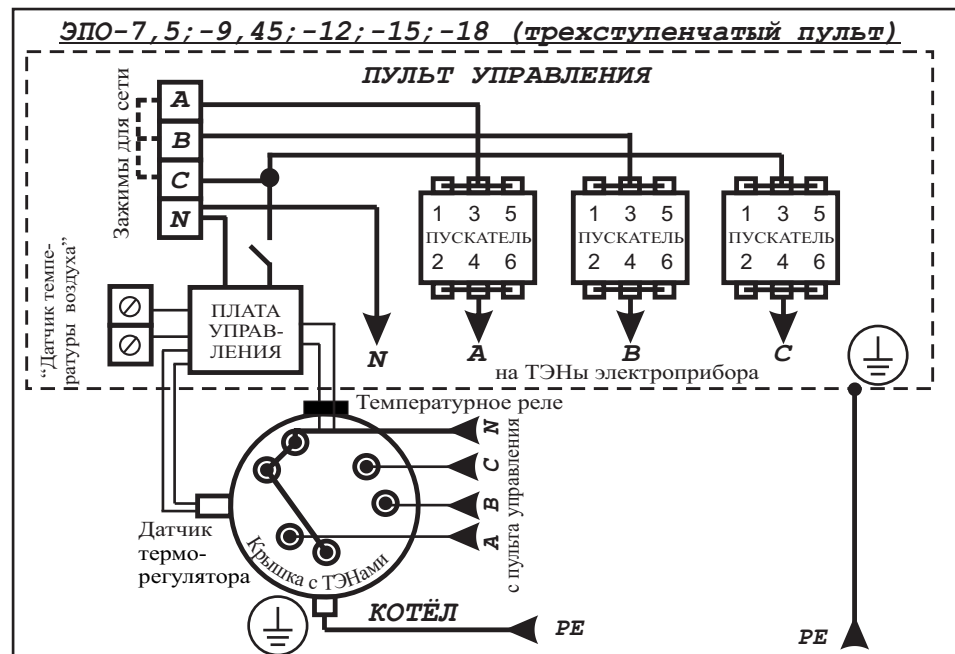 ЭПО-7,5;-9,45;-12;-15;-18 (трехступенчатый пульт)
ПУЛЬТ УПРАВЛЕНИЯ
Зажимы для сети
A
B
C
N
1 3 5
ПУСКАТЕЛЬ
2 4 6
1 3 5
ПУСКАТЕЛЬ
2 4 6
1 3 5
ПУСКАТЕЛЬ
2 4 6
“Датчик темпе-
ратуры воздуха”
ПЛАТА
УПРАВ-
ЛЕНИЯ
N
A
B
C
на ТЭНы электроприбора
Температурное реле
N
C
B
A
с пульта управления
Датчик
термо-
регулятора
Крышка с ТЭНами
КОТЁЛ
PE
PE